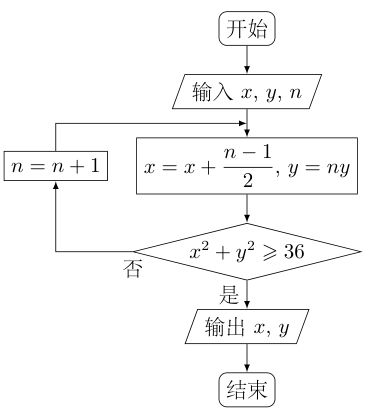 开始
输入 x, y, n
n = n + 1
x = x + (n − 1)/2, y = ny
x² + y² ⩾ 36
否
是
输出 x, y
结束